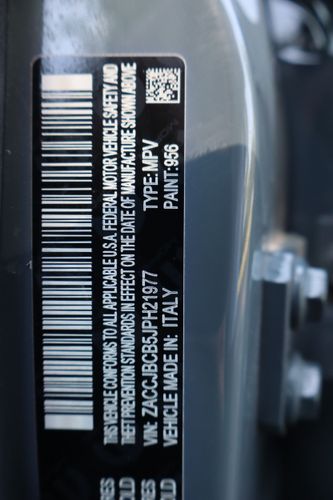 THIS VEHICLE CONFORMS TO ALL APPLICABLE U.S.A. FEDERAL MOTOR VEHICLE SAFETY AND
THEFT PREVENTION STANDARDS IN EFFECT ON THE DATE OF MANUFACTURE SHOWN ABOVE
VIN: ZACCJBCB5JPH21977 TYPE: MPV
VEHICLE MADE IN: ITALY PAINT: 956